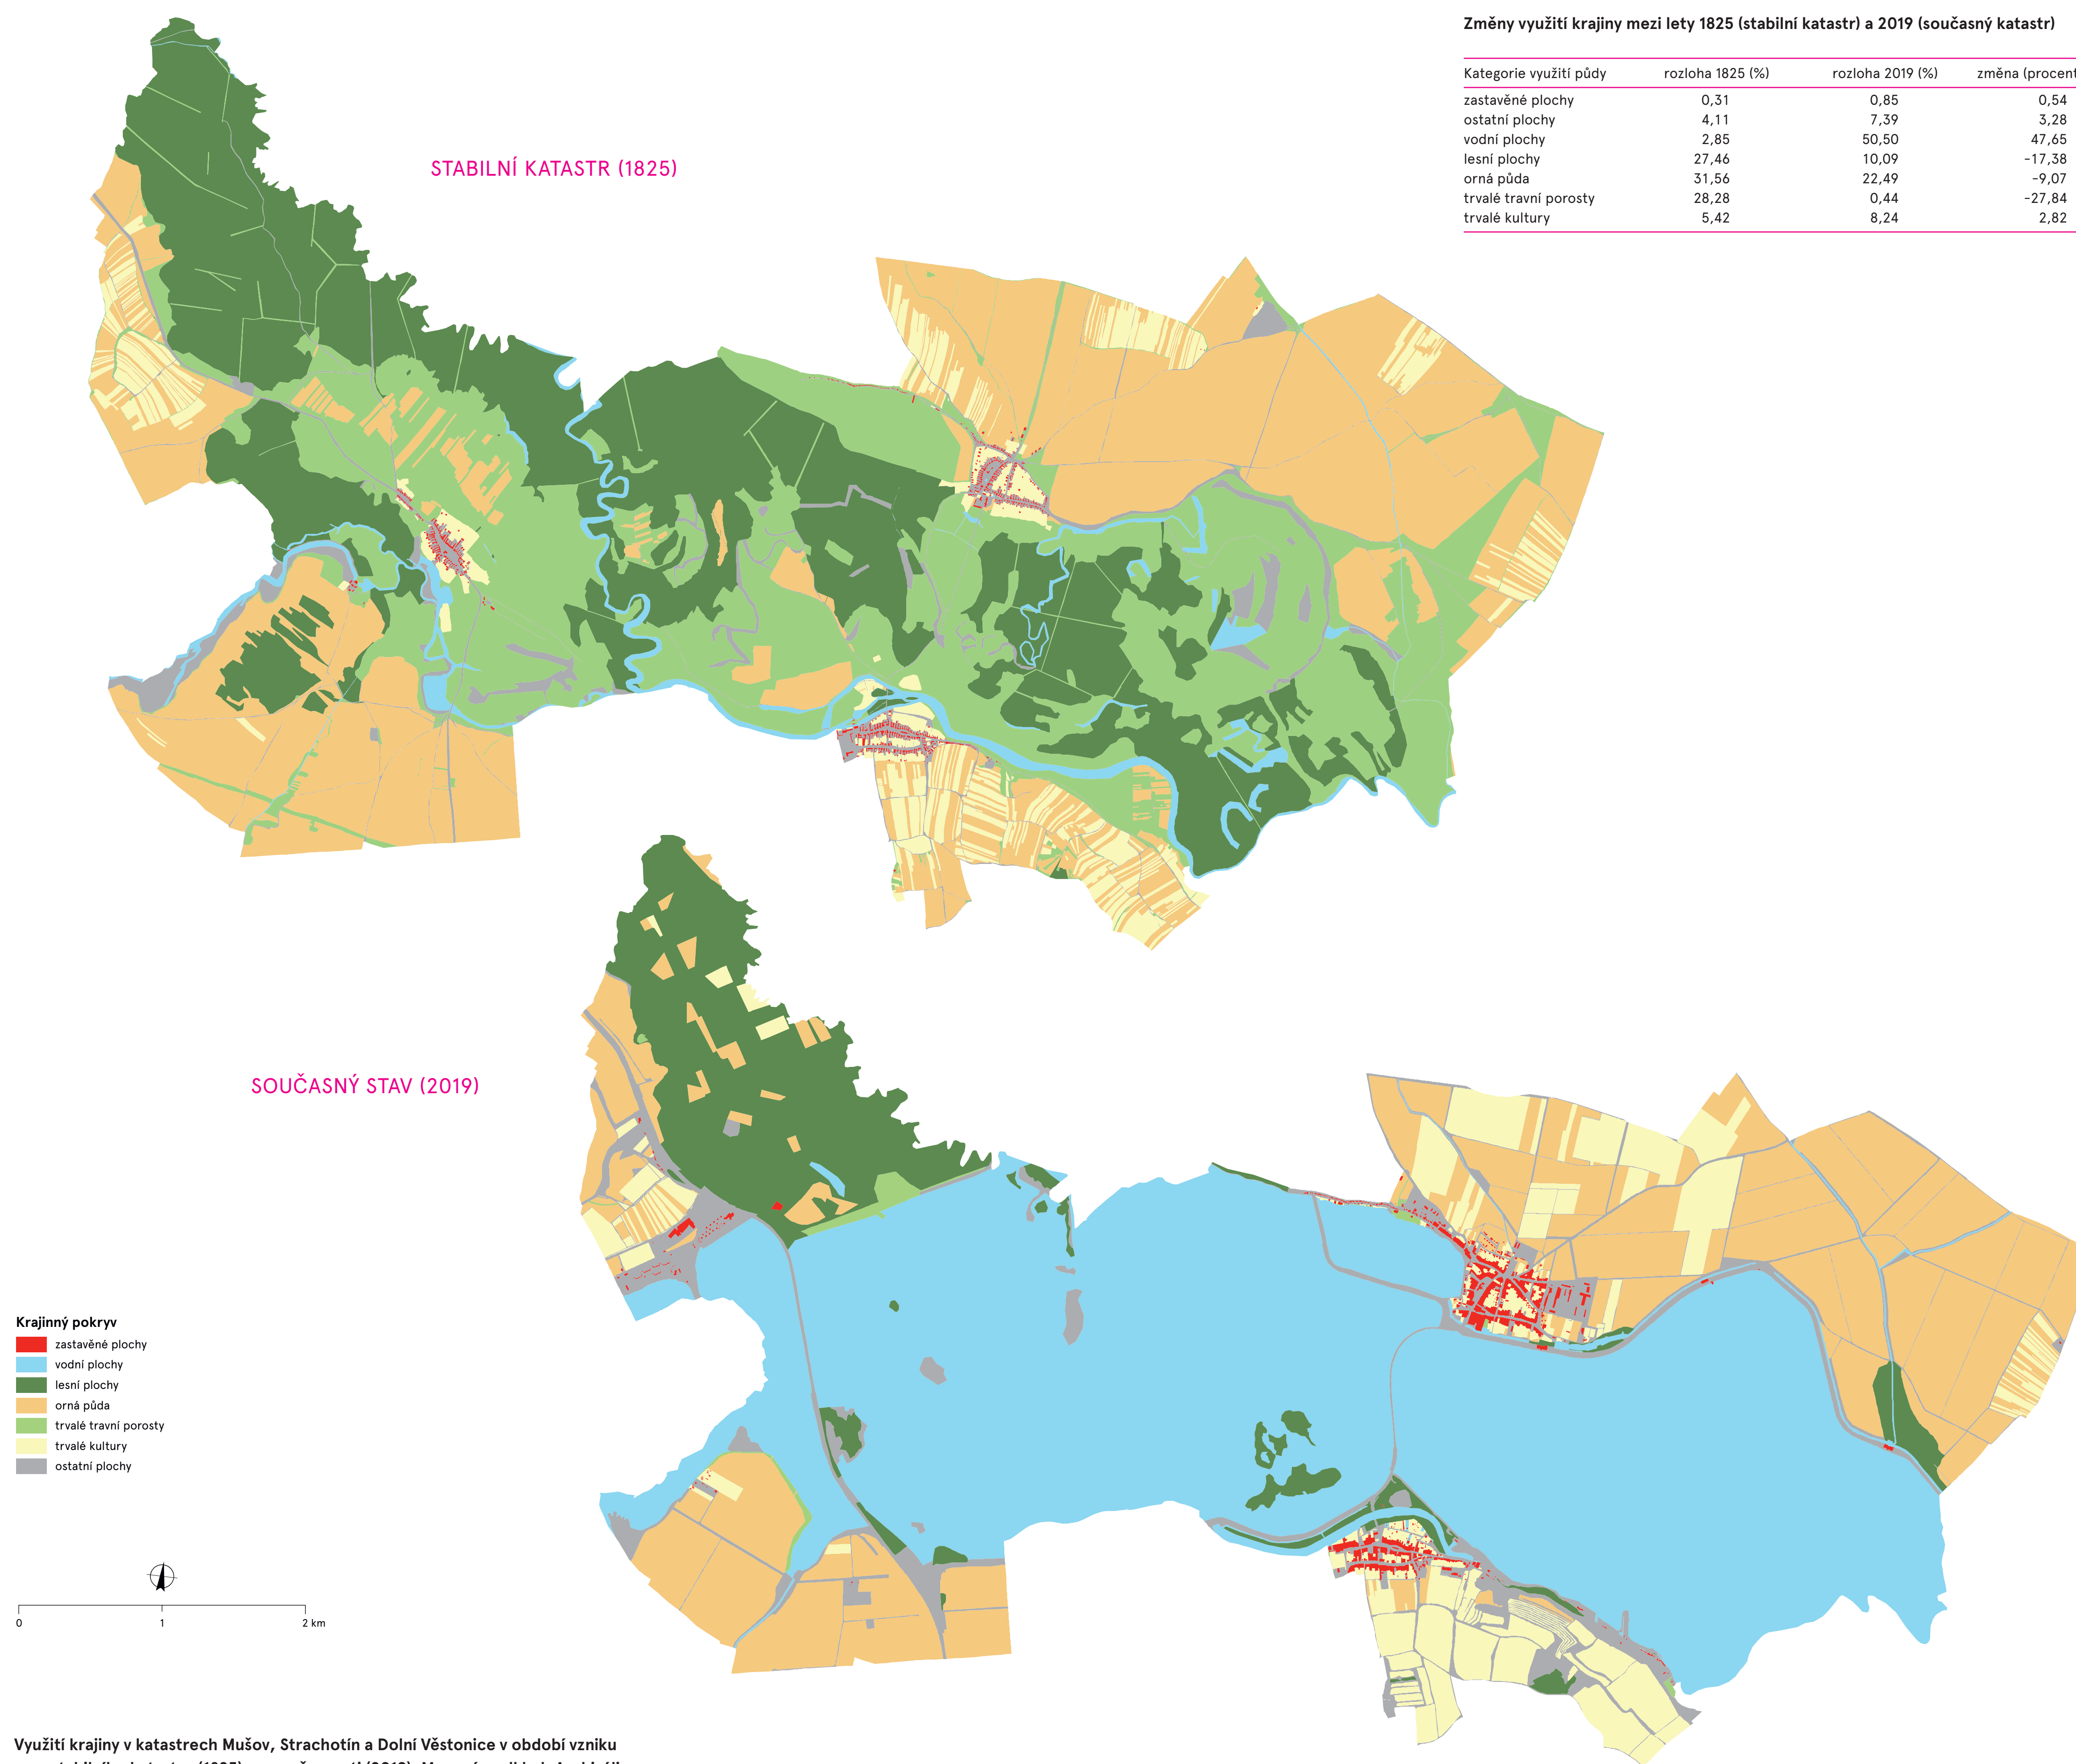 Změny využití krajiny mezi lety 1825 (stabilní katastr) a 2019 (současný katastr)
Kategorie využití půdy rozloha 1825 (%) rozloha 2019 (%) změna (procent
zastavěné plochy 0,31 0,85 0,54
ostatní plochy 4,11 7,39 3,28
vodní plochy 2,85 50,50 47,65
lesní plochy 27,46 10,09 -17,38
orná půda 31,56 22,49 -9,07
trvalé travní porosty 28,28 0,44 -27,84
trvalé kultury 5,42 8,24 2,82
STABILNÍ KATASTR (1825)
SOUČASNÝ STAV (2019)
Krajinný pokryv
zastavěné plochy
vodní plochy
lesní plochy
orná půda
trvalé travní porosty
trvalé kultury
ostatní plochy
0 1 2 km
Využití krajiny v katastrech Mušov, Strachotín a Dolní Věstonice v období vzniku